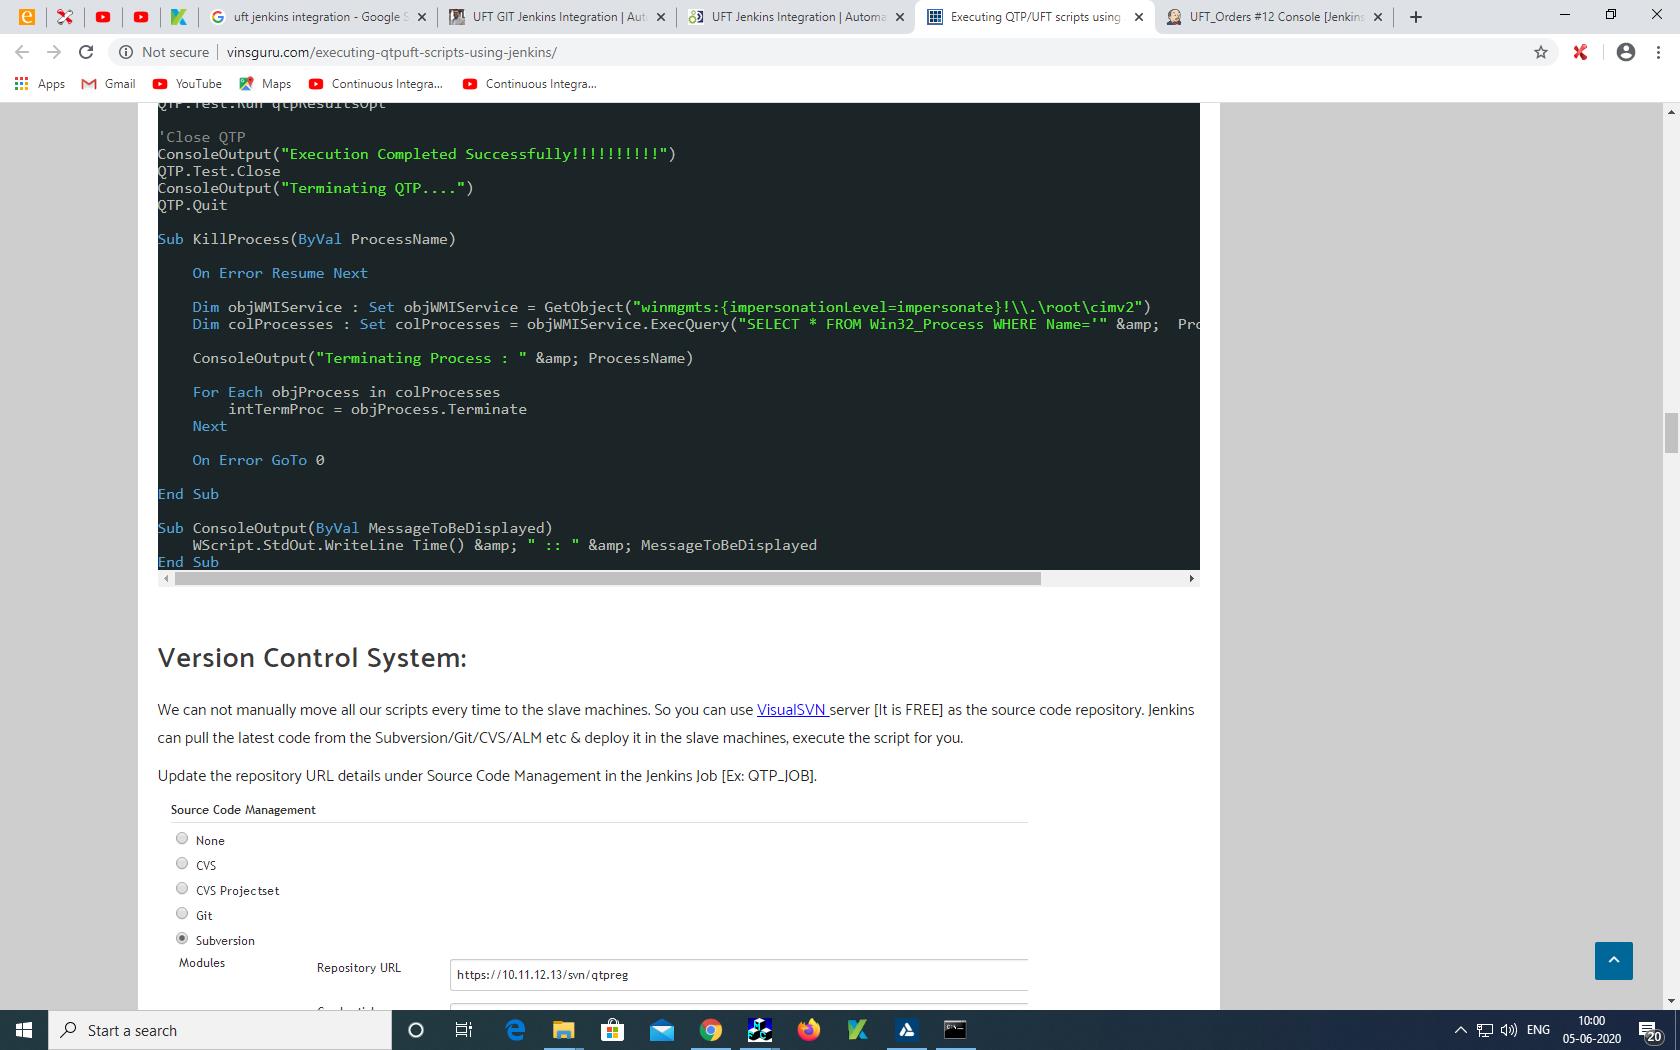 uft jenkins integration - Google S
UFT GIT Jenkins Integration | Aut
UFT Jenkins Integration | Automa
Executing QTP/UFT scripts using
UFT_Orders #12 Console [Jenkins
Not secure | vinsguru.com/executing-qtpuft-scripts-using-jenkins/
Apps Gmail YouTube Maps Continuous Integra... Continuous Integra...
QTP.Test.Run qtpResultsOpt
'Close QTP
ConsoleOutput("Execution Completed Successfully!!!!!!!!!!")
QTP.Test.Close
ConsoleOutput("Terminating QTP....")
QTP.Quit
Sub KillProcess(ByVal ProcessName)
On Error Resume Next
Dim objWMIService : Set objWMIService = GetObject("winmgmts:{impersonationLevel=impersonate}!\\.\root\cimv2")
Dim colProcesses : Set colProcesses = objWMIService.ExecQuery("SELECT * FROM Win32_Process WHERE Name='" &amp;  Pro
ConsoleOutput("Terminating Process : " &amp; ProcessName)
For Each objProcess in colProcesses
intTermProc = objProcess.Terminate
Next
On Error GoTo 0
End Sub
Sub ConsoleOutput(ByVal MessageToBeDisplayed)
WScript.StdOut.WriteLine Time() &amp; " :: " &amp; MessageToBeDisplayed
End Sub
Version Control System:
We can not manually move all our scripts every time to the slave machines. So you can use VisualSVN server [It is FREE] as the source code repository. Jenkins
can pull the latest code from the Subversion/Git/CVS/ALM etc & deploy it in the slave machines, execute the script for you.
Update the repository URL details under Source Code Management in the Jenkins Job [Ex: QTP_JOB].
Source Code Management
None
CVS
CVS Projectset
Git
Subversion
Modules
Repository URL
https://10.11.12.13/svn/qtpreg
Start a search
ENG
10:00
05-06-2020
20